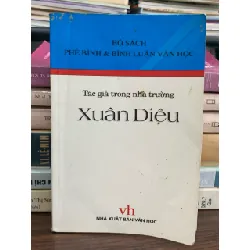 BỘ SÁCH
PHÊ BÌNH & BÌNH LUẬN VĂN HỌC
Tác giả trong nhà trường
Xuân Diệu
vh
NHÀ XUẤT BẢN VĂN HỌC